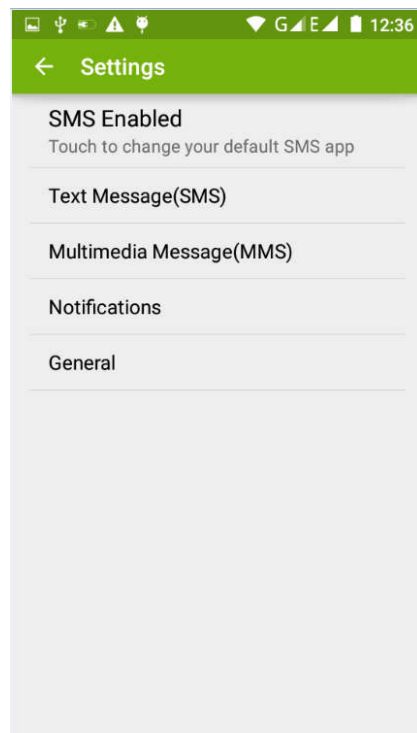 G E 12:36
Settings
SMS Enabled
Touch to change your default SMS app
Text Message(SMS)
Multimedia Message(MMS)
Notifications
General